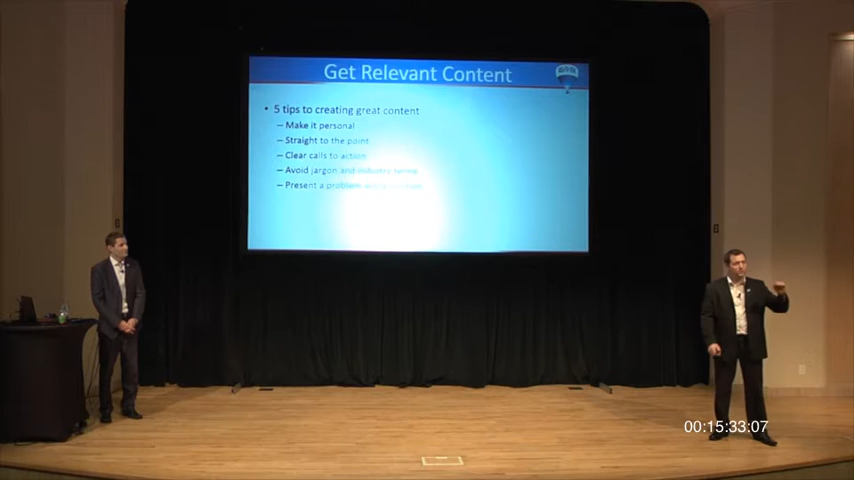 Get Relevant Content
• 5 tips to creating great content
– Make it personal
– Straight to the point
– Clear calls to action
– Avoid jargon and industry terms
– Present a problem
00:15:33:07